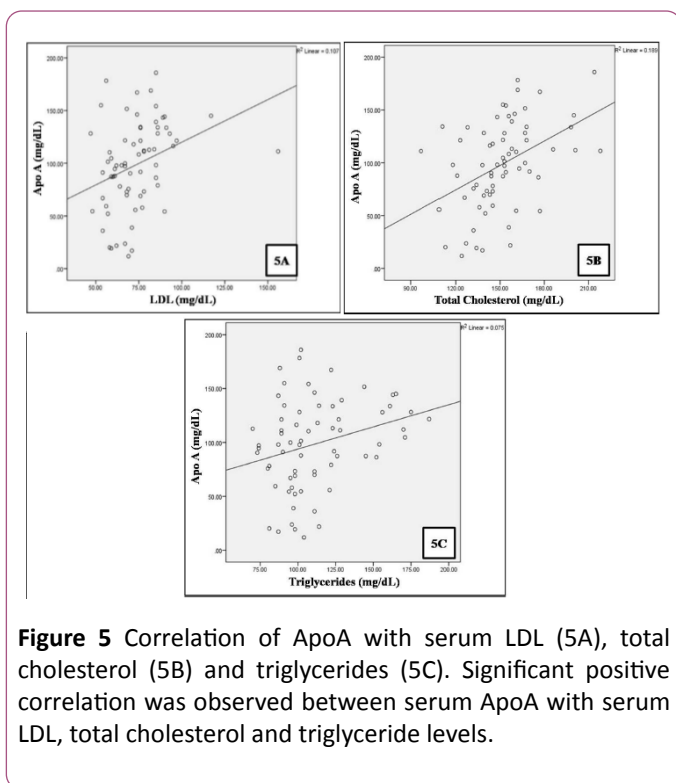 R² Linear = 0.107
200.00
150.00
100.00
50.00
.00
Apo A (mg/dL)
5A
50.00 75.00 100.00 125.00 150.00
LDL (mg/dL)
200.00
150.00
100.00
50.00
.00
Apo A (mg/dL)
5B
90.00 120.00 150.00 180.00 210.00
Total Cholesterol (mg/dL)
R² Linear = 0.075
200.00
150.00
100.00
50.00
.00
Apo A (mg/dL)
5C
75.00 100.00 125.00 150.00 175.00 200.00
Triglycerides (mg/dL)
Figure 5 Correlation of ApoA with serum LDL (5A), total
cholesterol (5B) and triglycerides (5C). Significant positive
correlation was observed between serum ApoA with serum
LDL, total cholesterol and triglyceride levels.